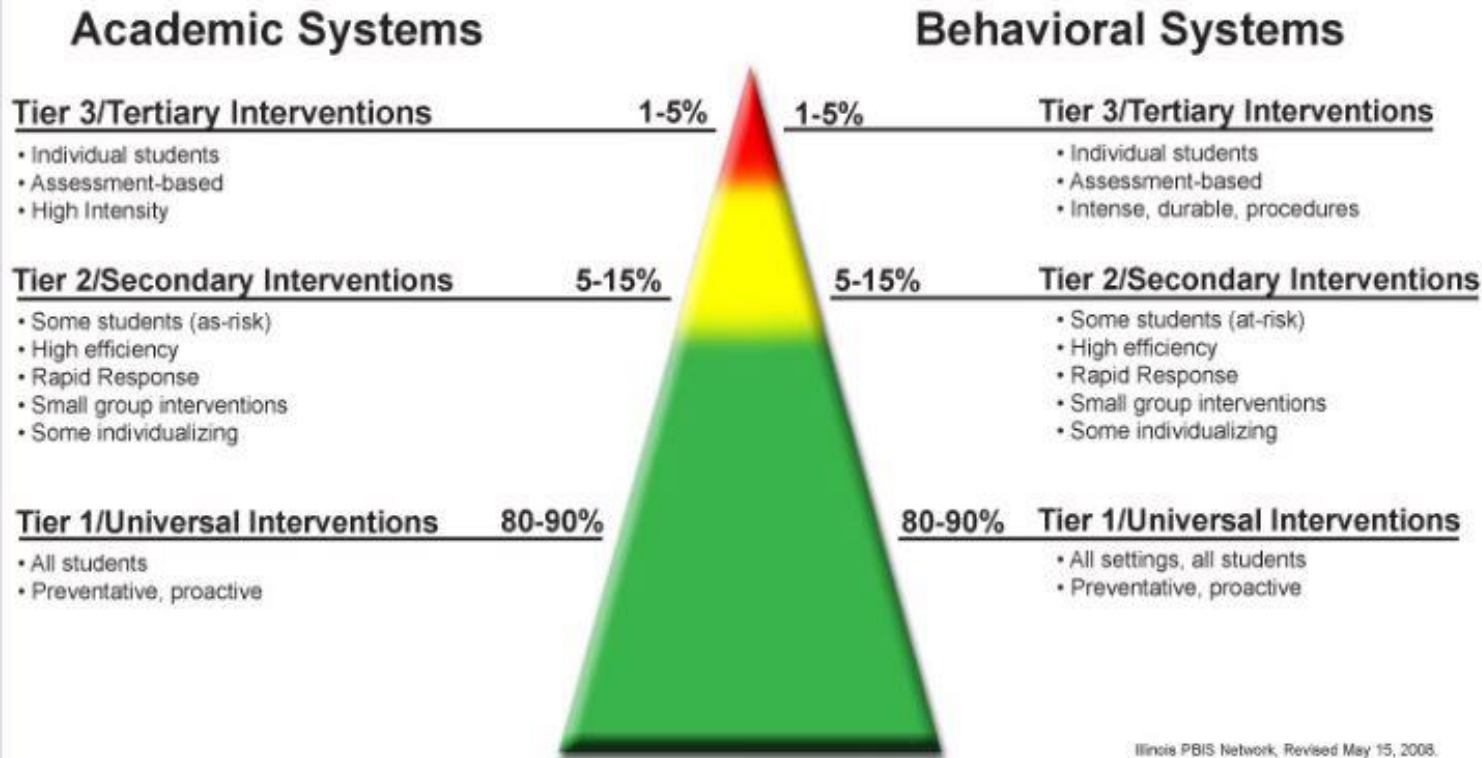 Academic Systems
Behavioral Systems
Tier 3/Tertiary Interventions 1-5%
• Individual students
• Assessment-based
• High Intensity
1-5% Tier 3/Tertiary Interventions
• Individual students
• Assessment-based
• Intense, durable, procedures
Tier 2/Secondary Interventions 5-15%
• Some students (as-risk)
• High efficiency
• Rapid Response
• Small group interventions
• Some individualizing
5-15% Tier 2/Secondary Interventions
• Some students (at-risk)
• High efficiency
• Rapid Response
• Small group interventions
• Some individualizing
Tier 1/Universal Interventions 80-90%
• All students
• Preventative, proactive
80-90% Tier 1/Universal Interventions
• All settings, all students
• Preventative, proactive
Illinois PBIS Network, Revised May 15, 2008.